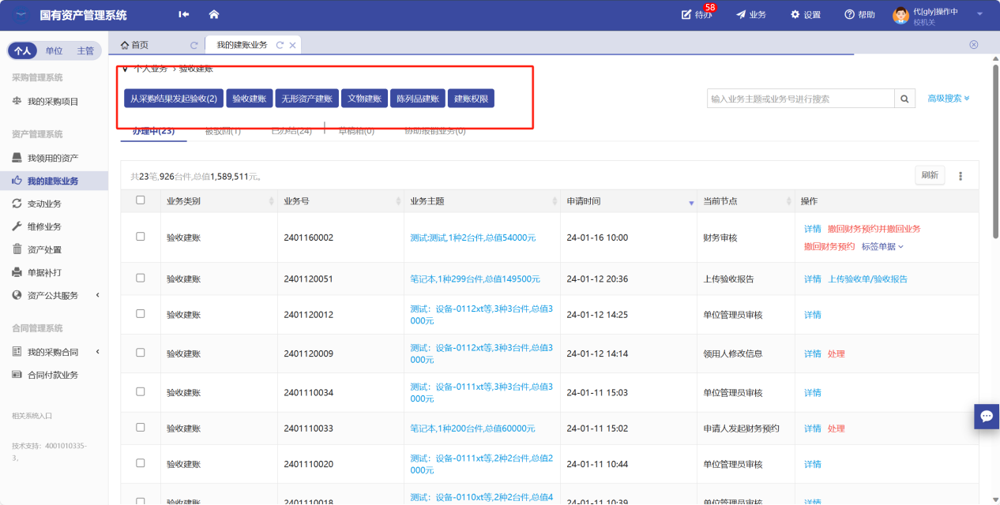 国有资产管理系统
待办
58
业务
设置
帮助
代[gly]操作中
校机关
个人 单位 主管
首页
我的建账业务
采购管理系统
我的采购项目
资产管理系统
我领用的资产
我的建账业务
变动业务
维修业务
资产处置
单据补打
资产公共服务
合同管理系统
我的采购合同
合同付款业务
相关系统入口
技术支持：4001010335-
3，
个人业务 › 验收建账
从采购结果发起验收(2) 验收建账 无形资产建账 文物建账 陈列品建账 建账权限
输入业务主题或业务号进行搜索
高级搜索
办理中(23) 被驳回(1) 已办结(24) 草稿箱(0) 协助报销业务(0)
共23笔,926台件,总值1,589,511元。
刷新
业务类别 业务号 业务主题 申请时间 当前节点 操作
验收建账 2401160002 测试;测试,1种2台件,总值54000元 24-01-16 10:00 财务审核 详情 撤回财务预约并撤回业务
撤回财务预约 标签单据
验收建账 2401120051 笔记本,1种299台件,总值149500元 24-01-12 20:36 上传验收报告 详情 上传验收单/验收报告
验收建账 2401120012 测试：设备-0112xt等,3种3台件,总值3
000元 24-01-12 14:25 单位管理员审核 详情
验收建账 2401120009 测试：设备-0112xt等,3种3台件,总值3
000元 24-01-12 14:14 领用人修改信息 详情 处理
验收建账 2401110034 测试：设备-0111xt等,3种3台件,总值3
000元 24-01-11 15:03 单位管理员审核 详情
验收建账 2401110033 笔记本,1种200台件,总值60000元 24-01-11 15:02 申请人发起财务预约 详情 处理
验收建账 2401110020 测试：设备-0111xt等,2种2台件,总值2
000元 24-01-11 10:44 单位管理员审核 详情
验收建账 2401110018 测试：设备-0110xt等,2种2台件,总值4
24-01-11 10:39 单位管理员审核 详情